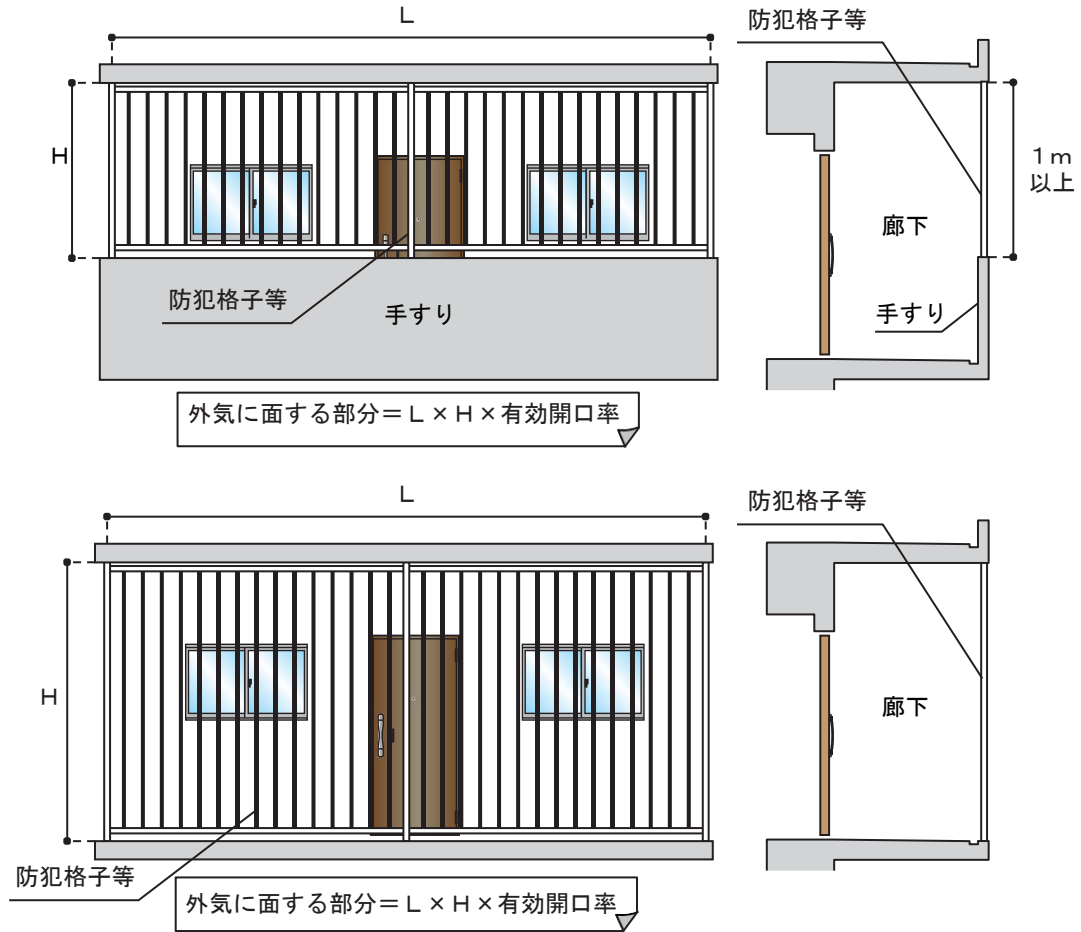 L
防犯格子等
H
1m
以上
廊下
防犯格子等
手すり
手すり
外気に面する部分＝L×H×有効開口率
L
防犯格子等
H
廊下
防犯格子等
外気に面する部分＝L×H×有効開口率